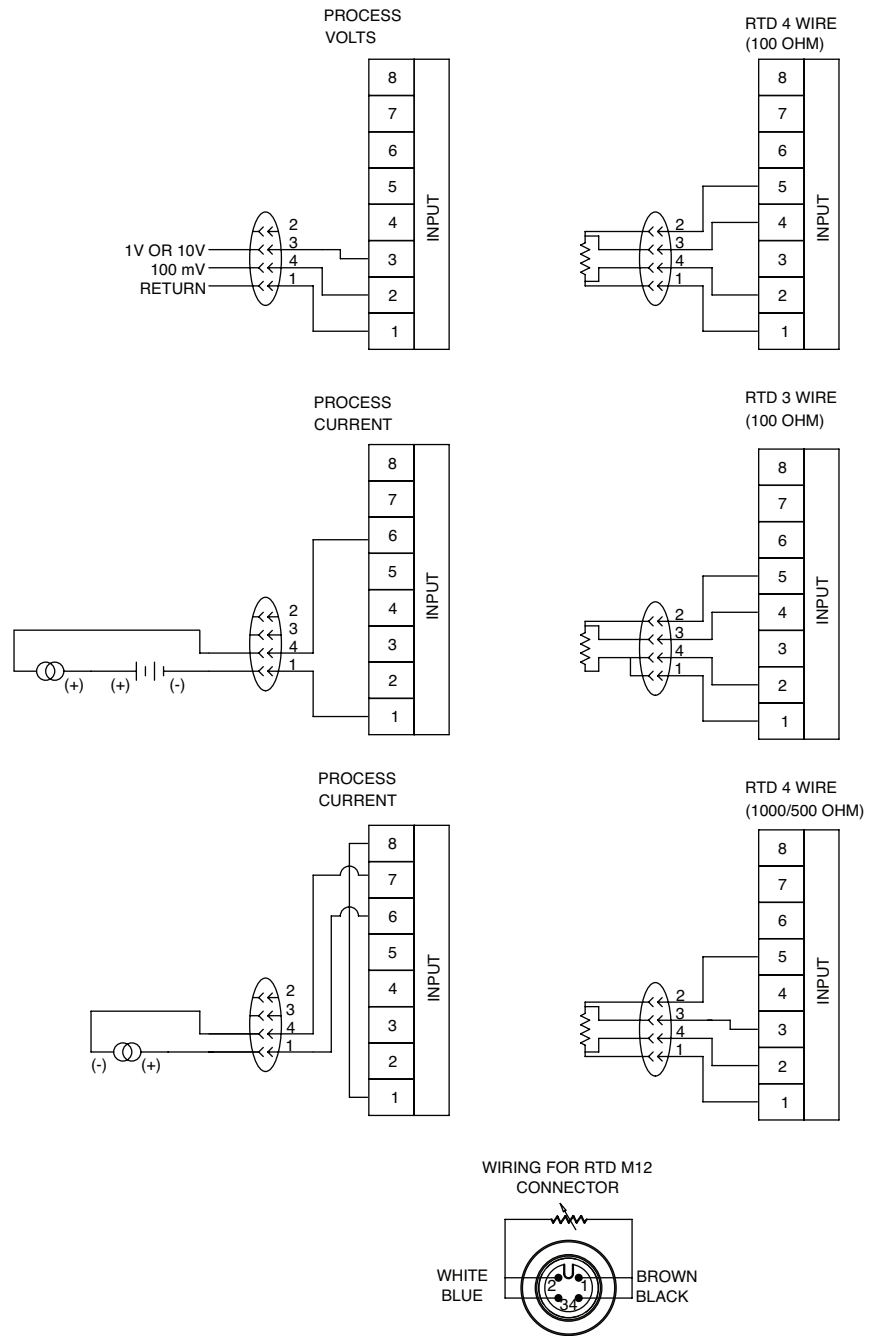 PROCESS
VOLTS
8
7
6
5
4
3
2
1
INPUT
2
3
4
1
1V OR 10V
100 mV
RETURN
RTD 4 WIRE
(100 OHM)
8
7
6
5
4
3
2
1
INPUT
2
3
4
1
PROCESS
CURRENT
8
7
6
5
4
3
2
1
INPUT
2
3
4
1
(+) (+) (-)
RTD 3 WIRE
(100 OHM)
8
7
6
5
4
3
2
1
INPUT
2
3
4
1
PROCESS
CURRENT
8
7
6
5
4
3
2
1
INPUT
2
3
4
1
(-) (+)
RTD 4 WIRE
(1000/500 OHM)
8
7
6
5
4
3
2
1
INPUT
2
3
4
1
WIRING FOR RTD M12
CONNECTOR
WHITE 2 1 BROWN
BLUE 3 4 BLACK